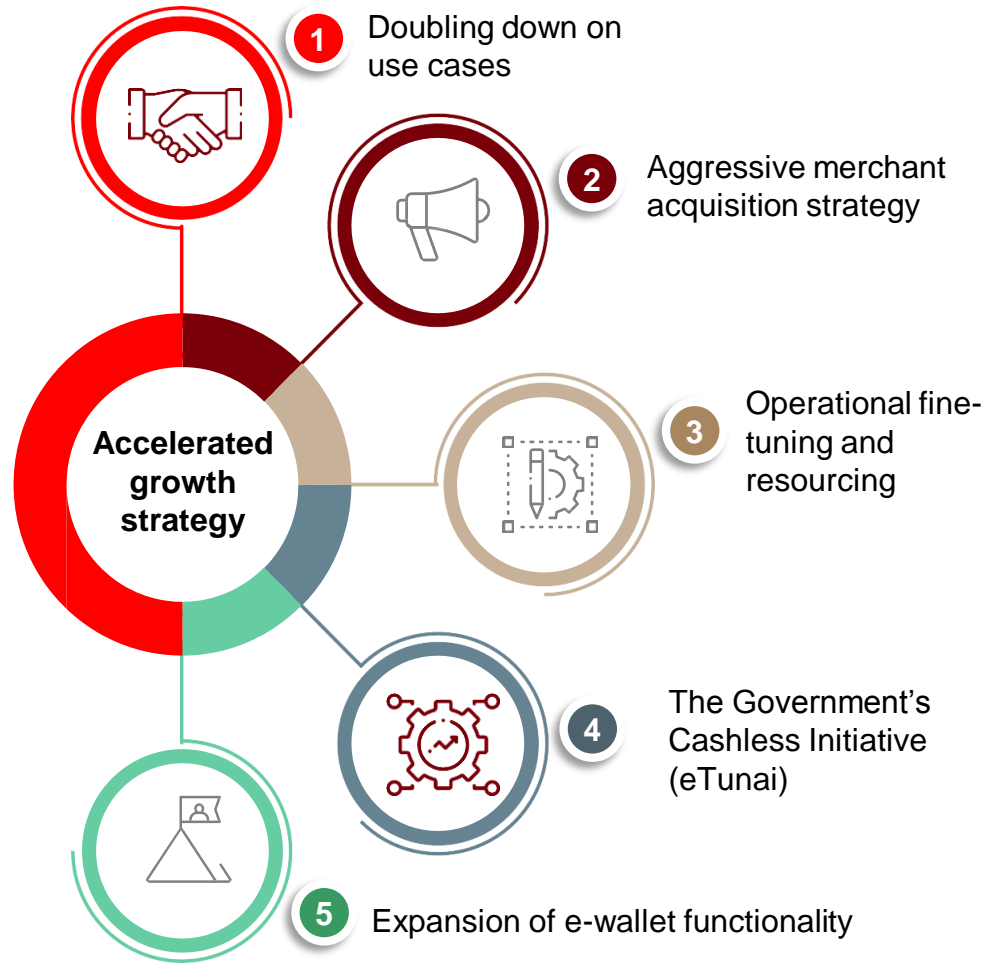 1
Doubling down on
use cases
2
Aggressive merchant
acquisition strategy
3
Operational fine-
tuning and
resourcing
Accelerated
growth
strategy
4
The Government’s
Cashless Initiative
(eTunai)
5
Expansion of e-wallet functionality